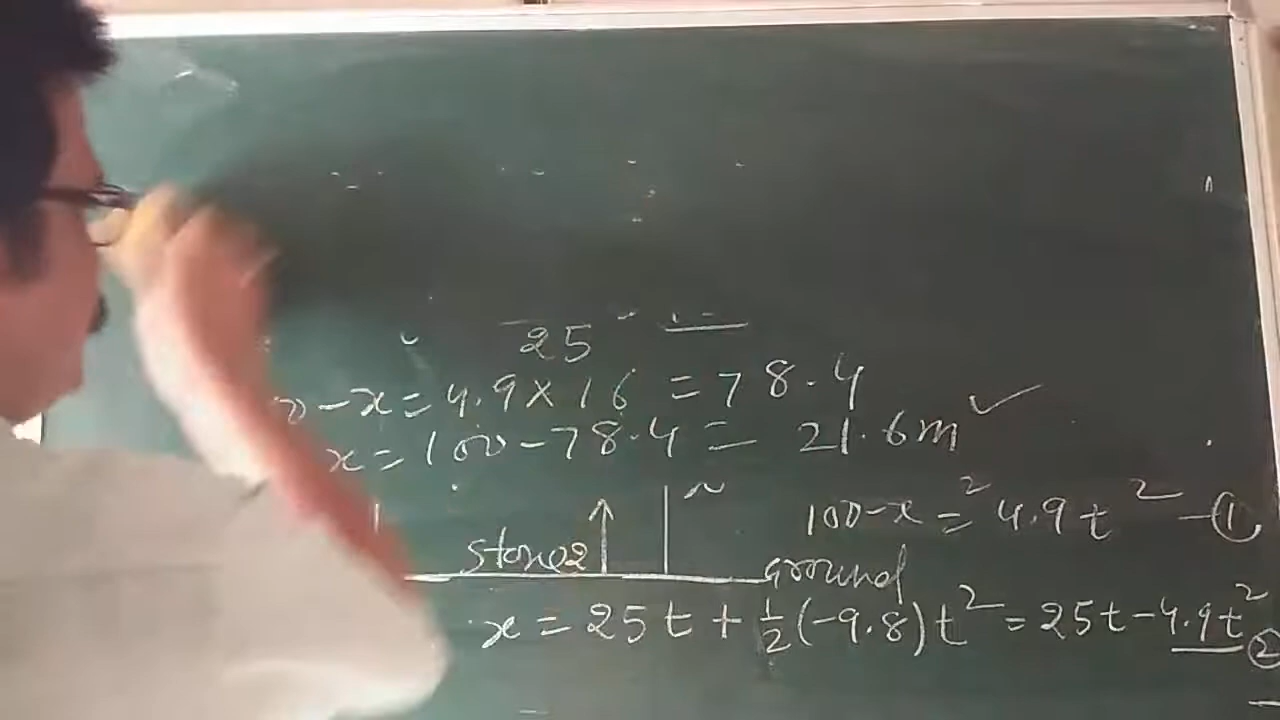 25
-x = 4.9 × 16 = 78.4
x = 100 - 78.4 = 21.6m ✓
100 - x = 4.9t² - ①
stone2
ground
x = 25t + ½(-9.8)t² = 25t - 4.9t² ②